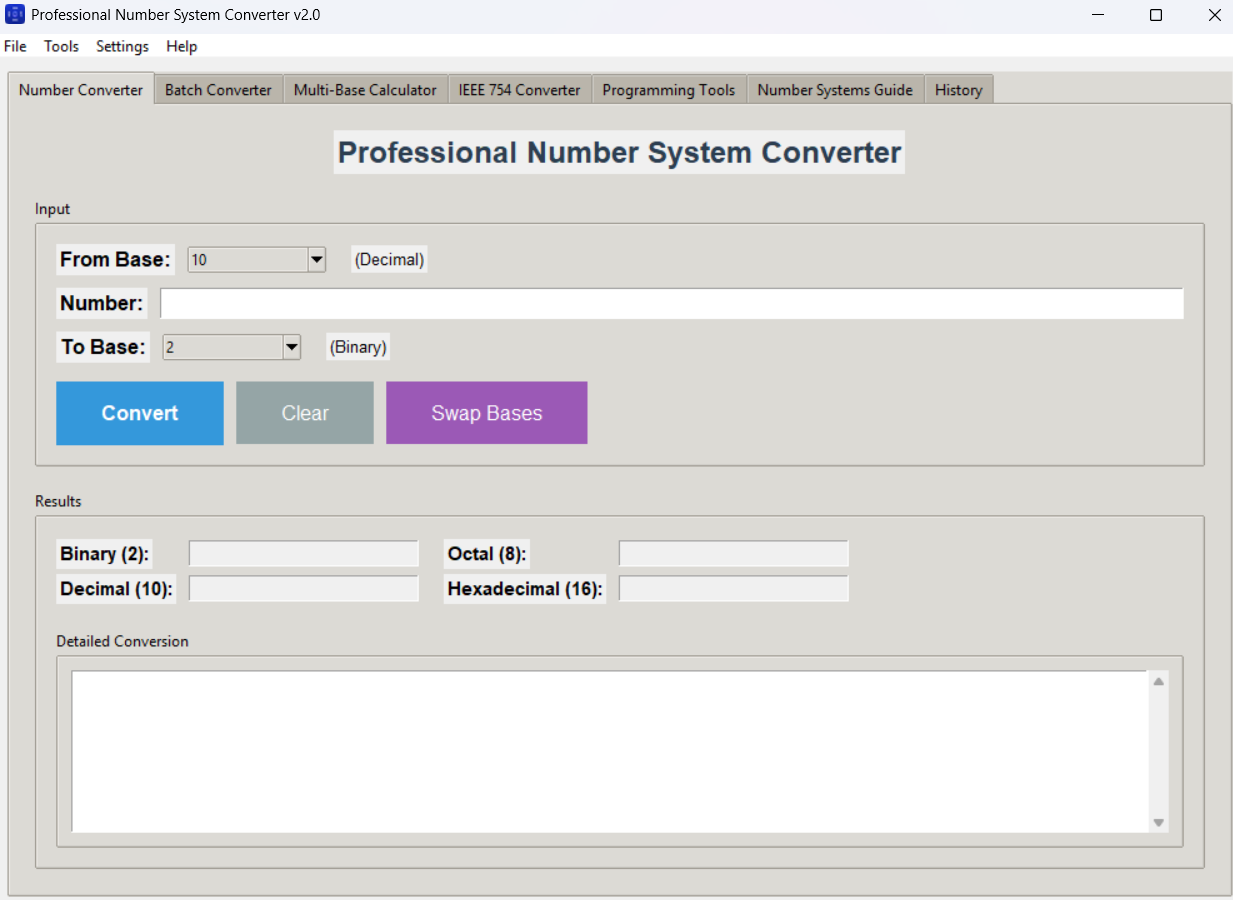 Professional Number System Converter v2.0
File Tools Settings Help
Number Converter Batch Converter Multi-Base Calculator IEEE 754 Converter Programming Tools Number Systems Guide History
Professional Number System Converter
Input
From Base: 10 (Decimal)
Number:
To Base: 2 (Binary)
Convert Clear Swap Bases
Results
Binary (2): Octal (8):
Decimal (10): Hexadecimal (16):
Detailed Conversion